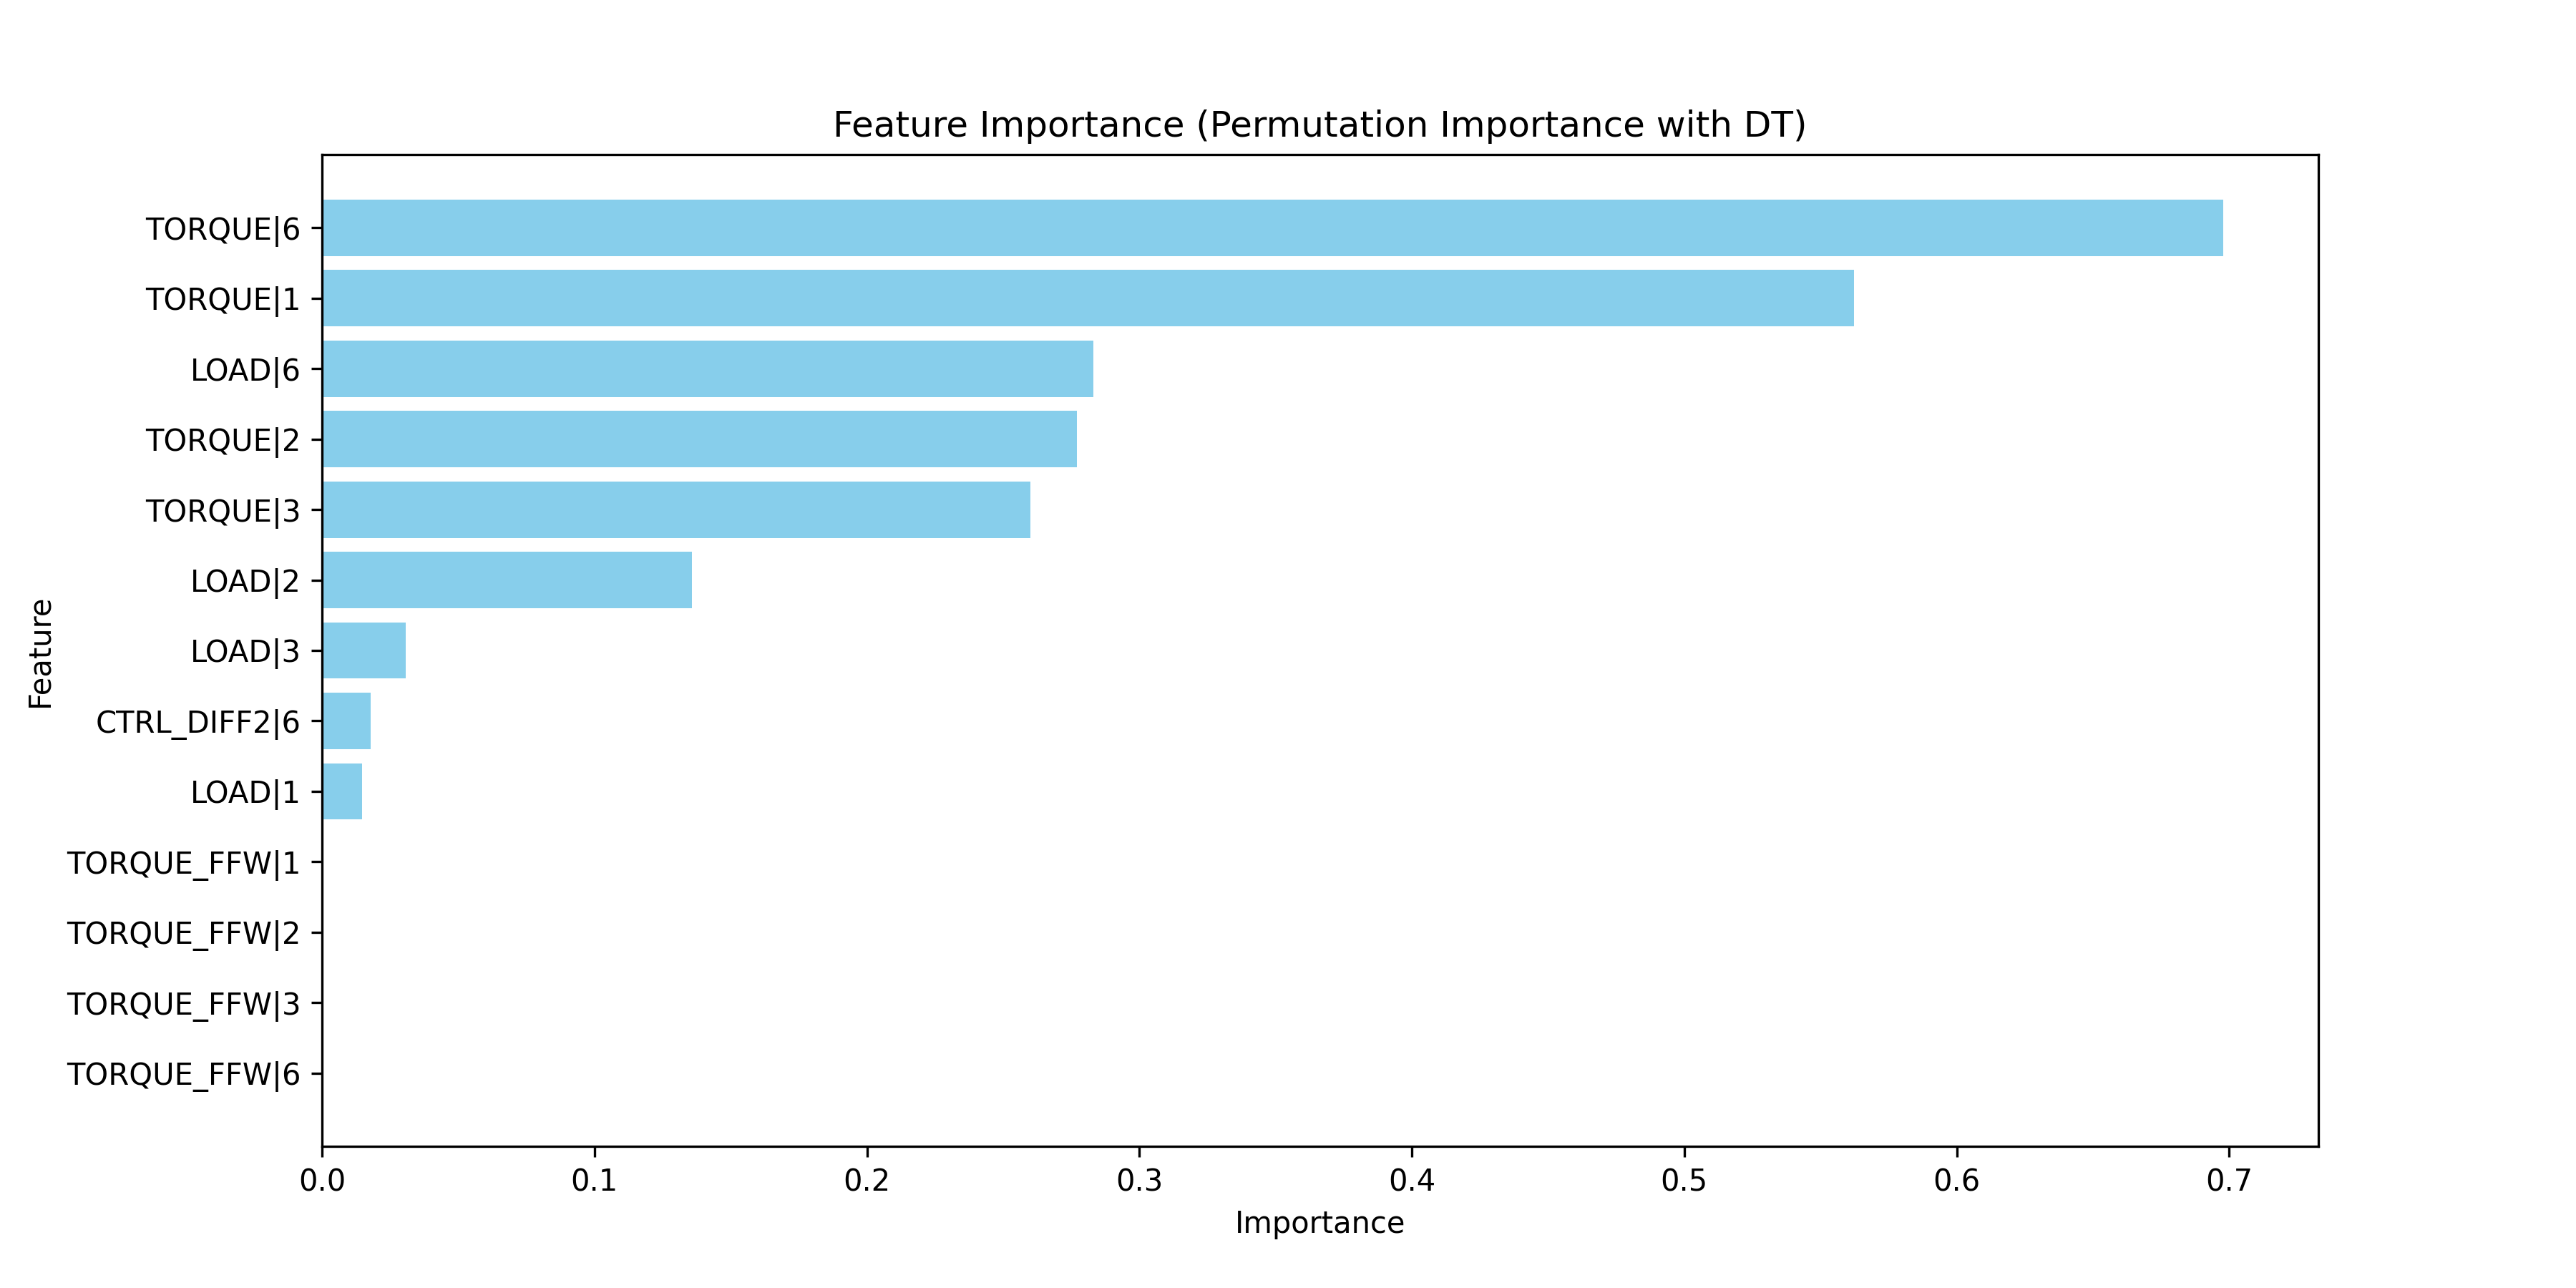 Feature Importance (Permutation Importance with DT)
TORQUE|6
TORQUE|1
LOAD|6
TORQUE|2
TORQUE|3
LOAD|2
LOAD|3
CTRL_DIFF2|6
LOAD|1
TORQUE_FFW|1
TORQUE_FFW|2
TORQUE_FFW|3
TORQUE_FFW|6
Feature
0.0 0.1 0.2 0.3 0.4 0.5 0.6 0.7
Importance